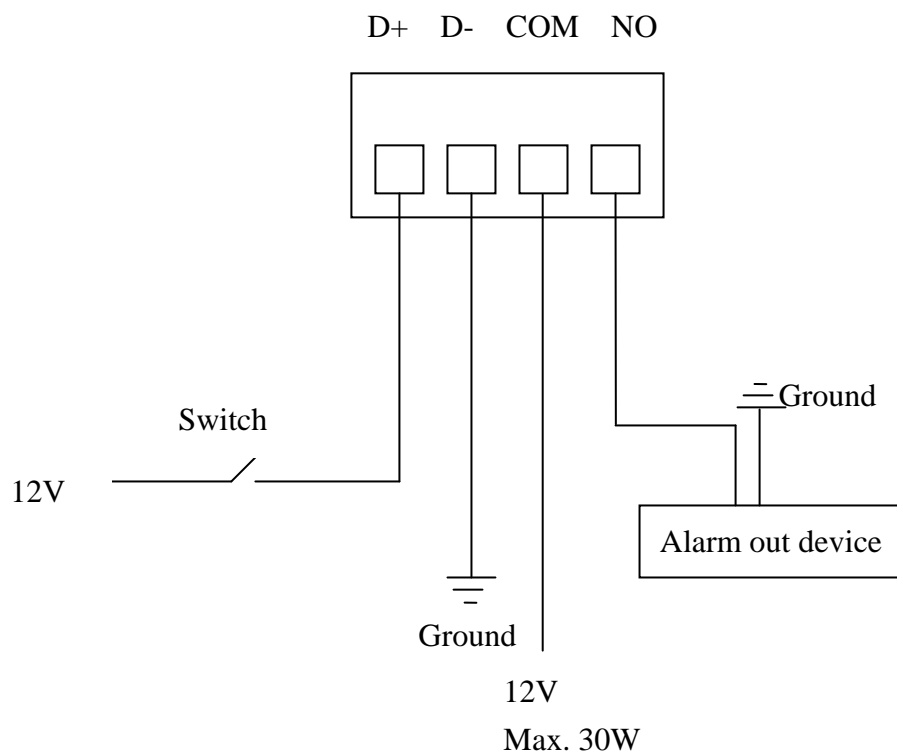 D+ D- COM NO
Ground
Switch
12V
Alarm out device
Ground
12V
Max. 30W